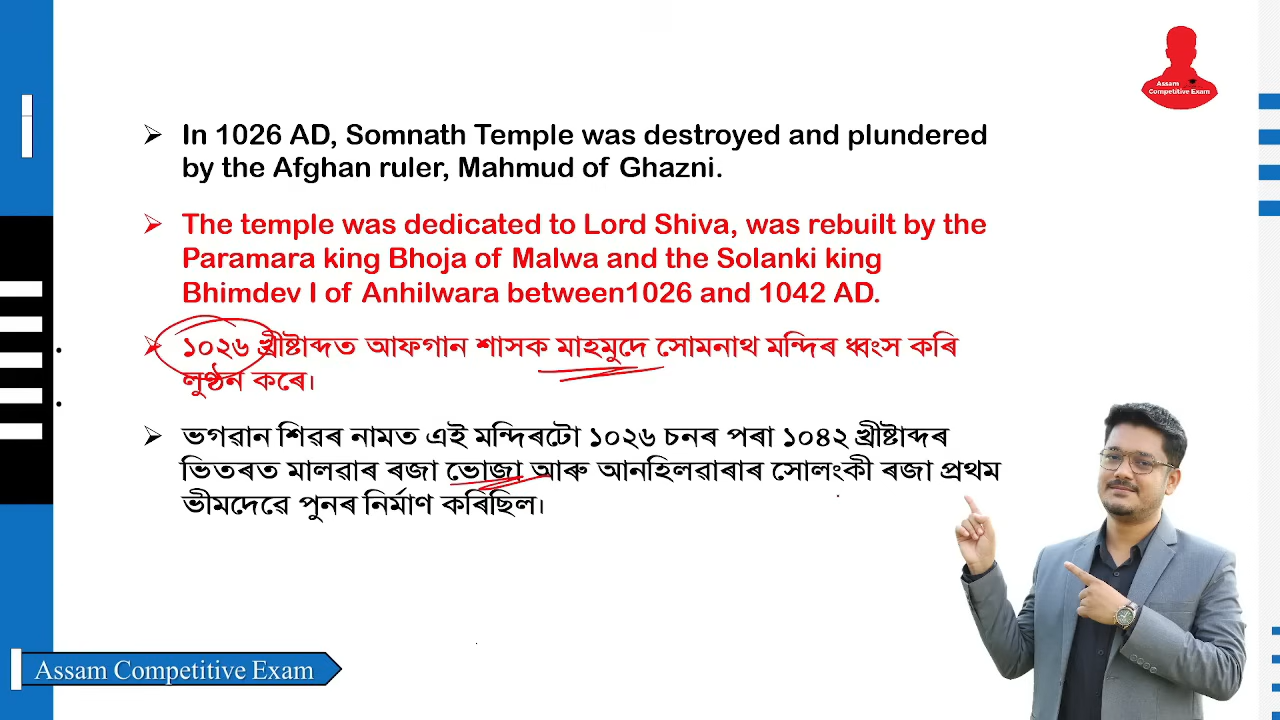 Assam
Competitive Exam
➢ In 1026 AD, Somnath Temple was destroyed and plundered
by the Afghan ruler, Mahmud of Ghazni.
➢ The temple was dedicated to Lord Shiva, was rebuilt by the
Paramara king Bhoja of Malwa and the Solanki king
Bhimdev I of Anhilwara between1026 and 1042 AD.
➢ ১০২৬ খ্ৰীষ্টাব্দত আফগান শাসক মাহমুদে সোমনাথ মন্দিৰ ধ্বংস কৰি
লুণ্ঠন কৰে।
➢ ভগৱান শিৱৰ নামত এই মন্দিৰটো ১০২৬ চনৰ পৰা ১০৪২ খ্ৰীষ্টাব্দৰ
ভিতৰত মালৱাৰ ৰজা ভোজা আৰু আনহিলৱাৰাৰ সোলংকী ৰজা প্ৰথম
ভীমদেৱে পুনৰ নিৰ্মাণ কৰিছিল।
Assam Competitive Exam